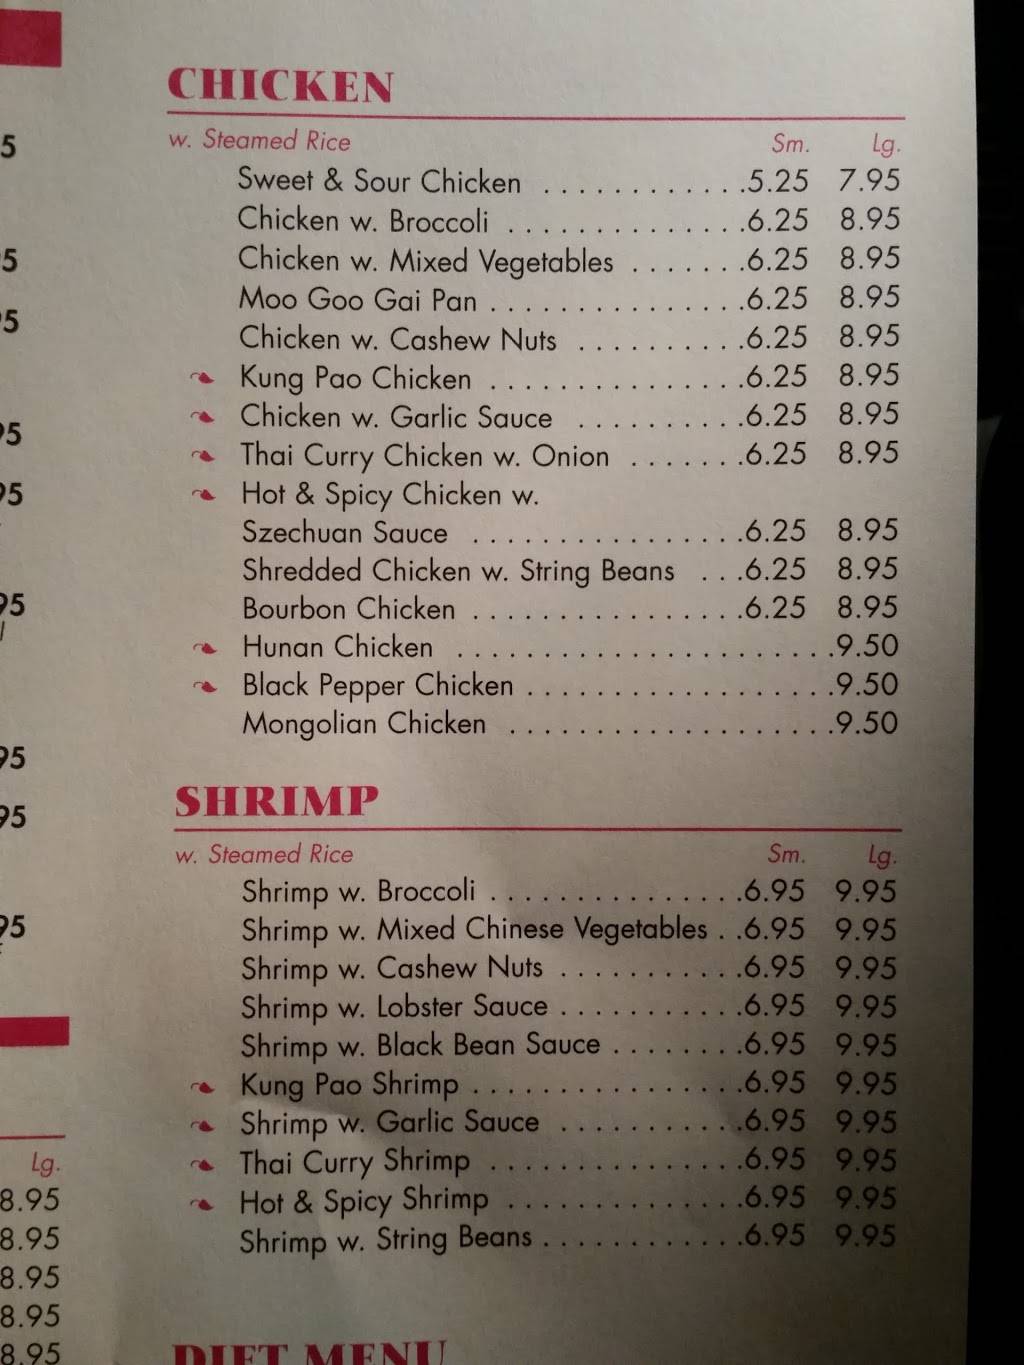 CHICKEN
w. Steamed Rice Sm. Lg.
Sweet & Sour Chicken . . . . . . . . . . . .5.25 7.95
Chicken w. Broccoli . . . . . . . . . . . . . .6.25 8.95
Chicken w. Mixed Vegetables . . . . . . .6.25 8.95
Moo Goo Gai Pan . . . . . . . . . . . . . . .6.25 8.95
Chicken w. Cashew Nuts . . . . . . . . . .6.25 8.95
Kung Pao Chicken . . . . . . . . . . . . . . .6.25 8.95
Chicken w. Garlic Sauce . . . . . . . . . .6.25 8.95
Thai Curry Chicken w. Onion . . . . . . .6.25 8.95
Hot & Spicy Chicken w.
Szechuan Sauce . . . . . . . . . . . . . . . .6.25 8.95
Shredded Chicken w. String Beans . . .6.25 8.95
Bourbon Chicken . . . . . . . . . . . . . . . .6.25 8.95
Hunan Chicken . . . . . . . . . . . . . . . . . . . . . .9.50
Black Pepper Chicken . . . . . . . . . . . . . . . . . .9.50
Mongolian Chicken . . . . . . . . . . . . . . . . . . .9.50
SHRIMP
w. Steamed Rice Sm. Lg.
Shrimp w. Broccoli . . . . . . . . . . . . . . .6.95 9.95
Shrimp w. Mixed Chinese Vegetables . .6.95 9.95
Shrimp w. Cashew Nuts . . . . . . . . . . .6.95 9.95
Shrimp w. Lobster Sauce . . . . . . . . . . .6.95 9.95
Shrimp w. Black Bean Sauce . . . . . . . .6.95 9.95
Kung Pao Shrimp . . . . . . . . . . . . . . . .6.95 9.95
Shrimp w. Garlic Sauce . . . . . . . . . . .6.95 9.95
Thai Curry Shrimp . . . . . . . . . . . . . . .6.95 9.95
Hot & Spicy Shrimp . . . . . . . . . . . . . .6.95 9.95
Shrimp w. String Beans . . . . . . . . . . . .6.95 9.95
DIET MENU
Lg.
8.95
8.95
8.95
8.95
8.95